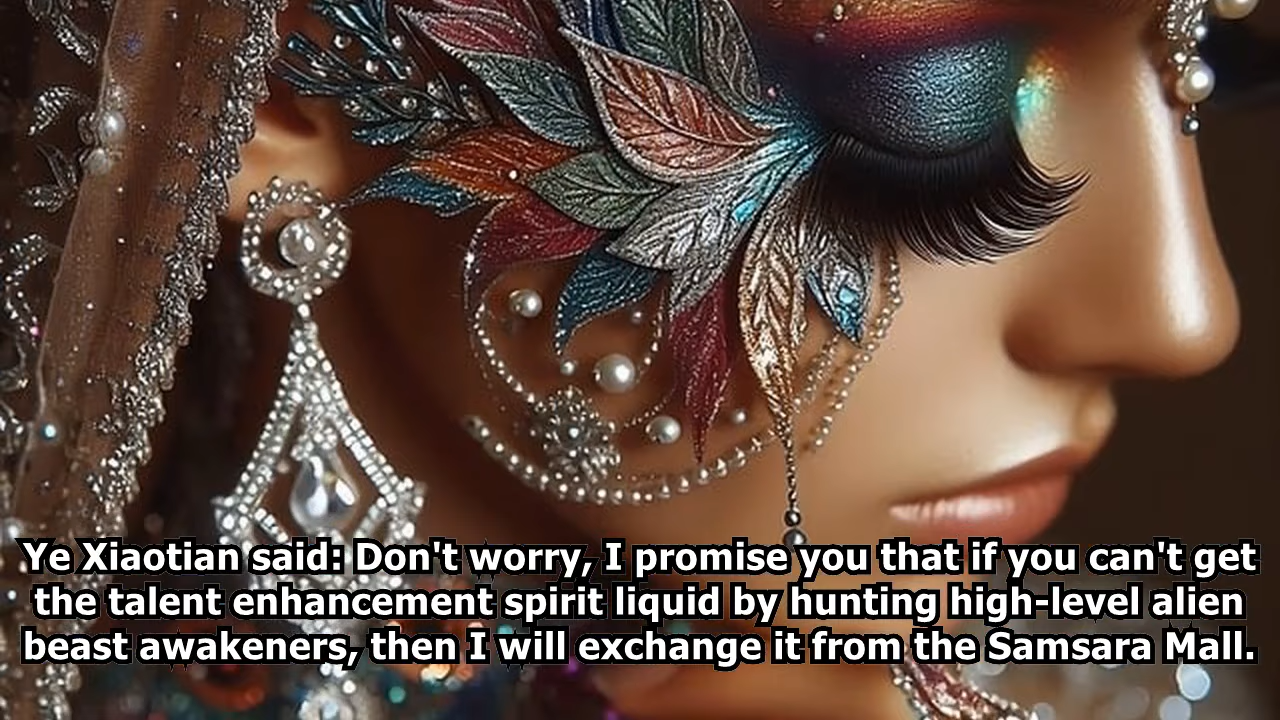 Ye Xiaotian said: Don't worry, I promise you that if you can't get
the talent enhancement spirit liquid by hunting high-level alien
beast awakeners, then I will exchange it from the Samsara Mall.